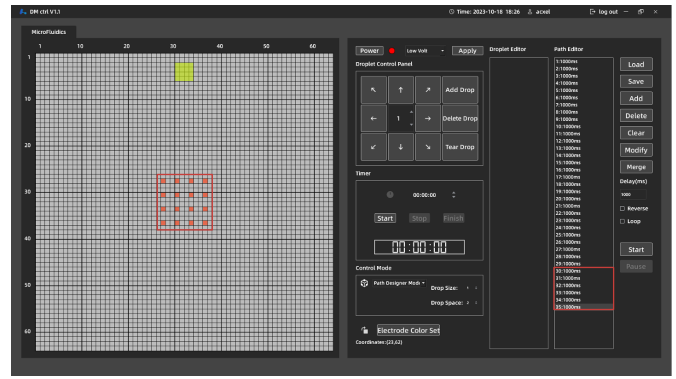 DM ctrl V1.1
Time: 2023-10-18 18:26
acxel
log out
MicroFluidics
1 10 20 30 40 50 60
1
10
20
30
40
50
60
Power
Low Volt
Apply
Droplet Control Panel
Add Drop
1
Delete Drop
Tear Drop
Timer
00:00:00
Start
Stop
Finish
00:00:00
Control Mode
Path Designer Mode
Drop Size:
Drop Space:
Electrode Color Set
Coordinates:(23,62)
Droplet Editor
Path Editor
1:1000ms
2:1000ms
3:1000ms
4:1000ms
5:1000ms
6:1000ms
7:1000ms
8:1000ms
9:1000ms
10:1000ms
11:1000ms
12:1000ms
13:1000ms
14:1000ms
15:1000ms
16:1000ms
17:1000ms
18:1000ms
19:1000ms
20:1000ms
21:1000ms
22:1000ms
23:1000ms
24:1000ms
25:1000ms
26:1000ms
27:1000ms
28:1000ms
29:1000ms
30:1000ms
31:1000ms
32:1000ms
33:1000ms
34:1000ms
35:1000ms
Load
Save
Add
Delete
Clear
Modify
Merge
Delay(ms)
1000
Reverse
Loop
Start
Pause